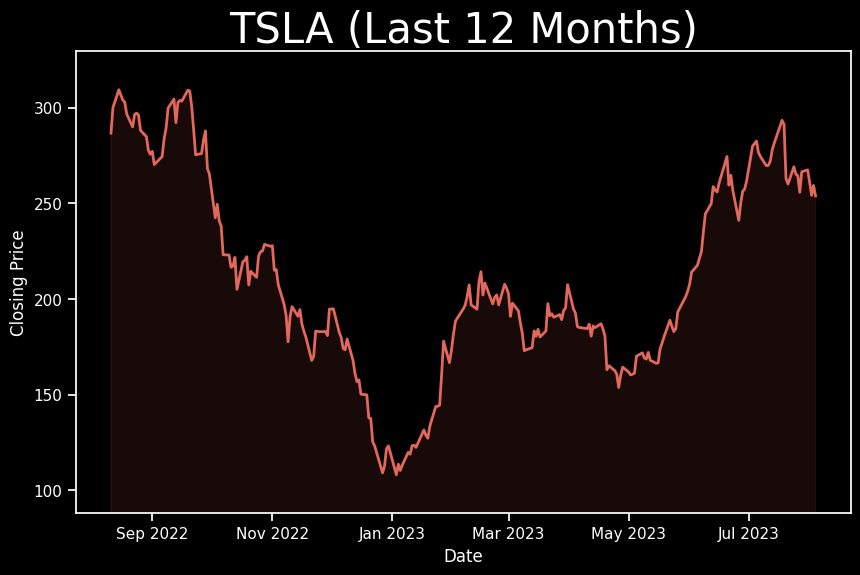 TSLA (Last 12 Months)
Closing Price
300
250
200
150
100
Sep 2022
Nov 2022
Jan 2023
Mar 2023
May 2023
Jul 2023
Date